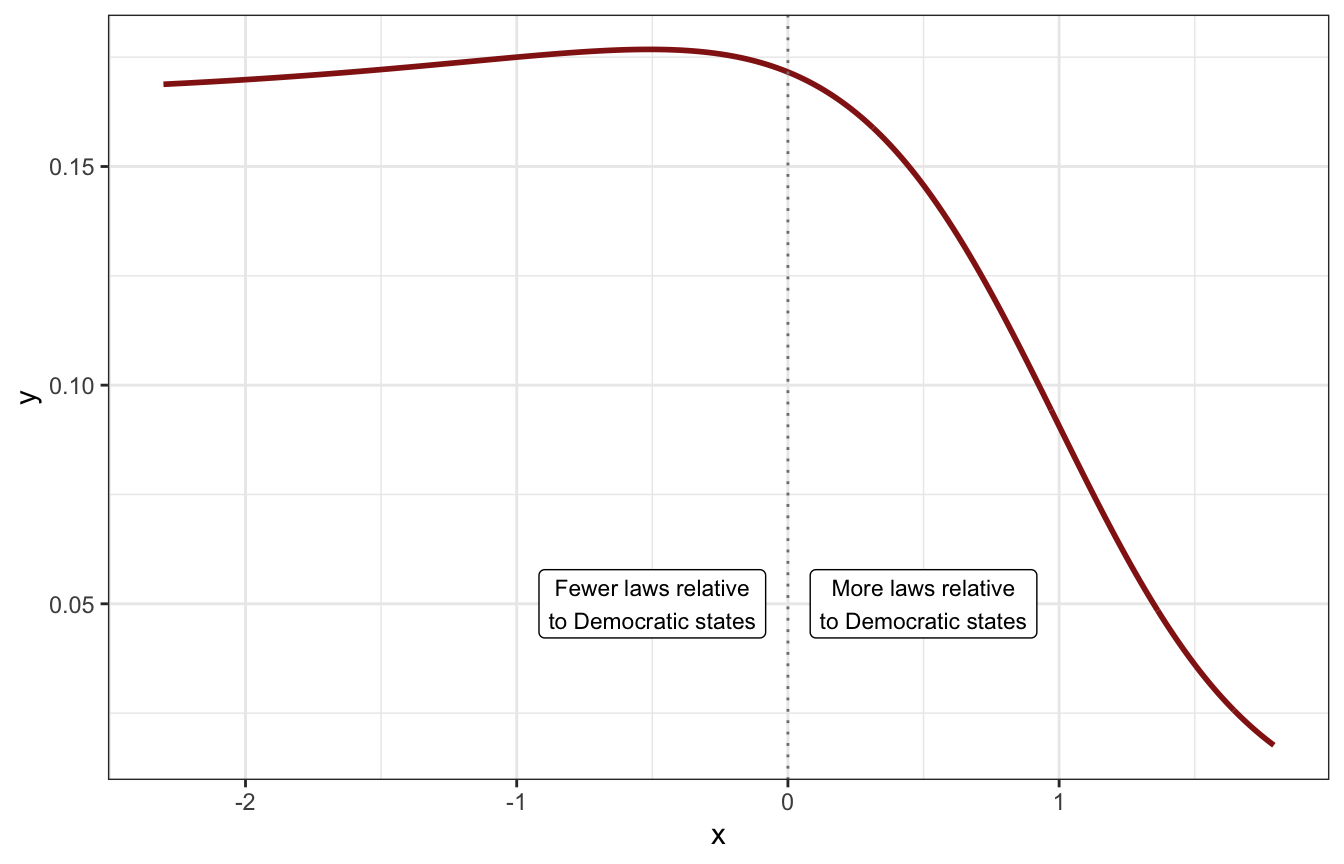 0.15
0.10
0.05
y
Fewer laws relative
to Democratic states
More laws relative
to Democratic states
-2
-1
0
1
x